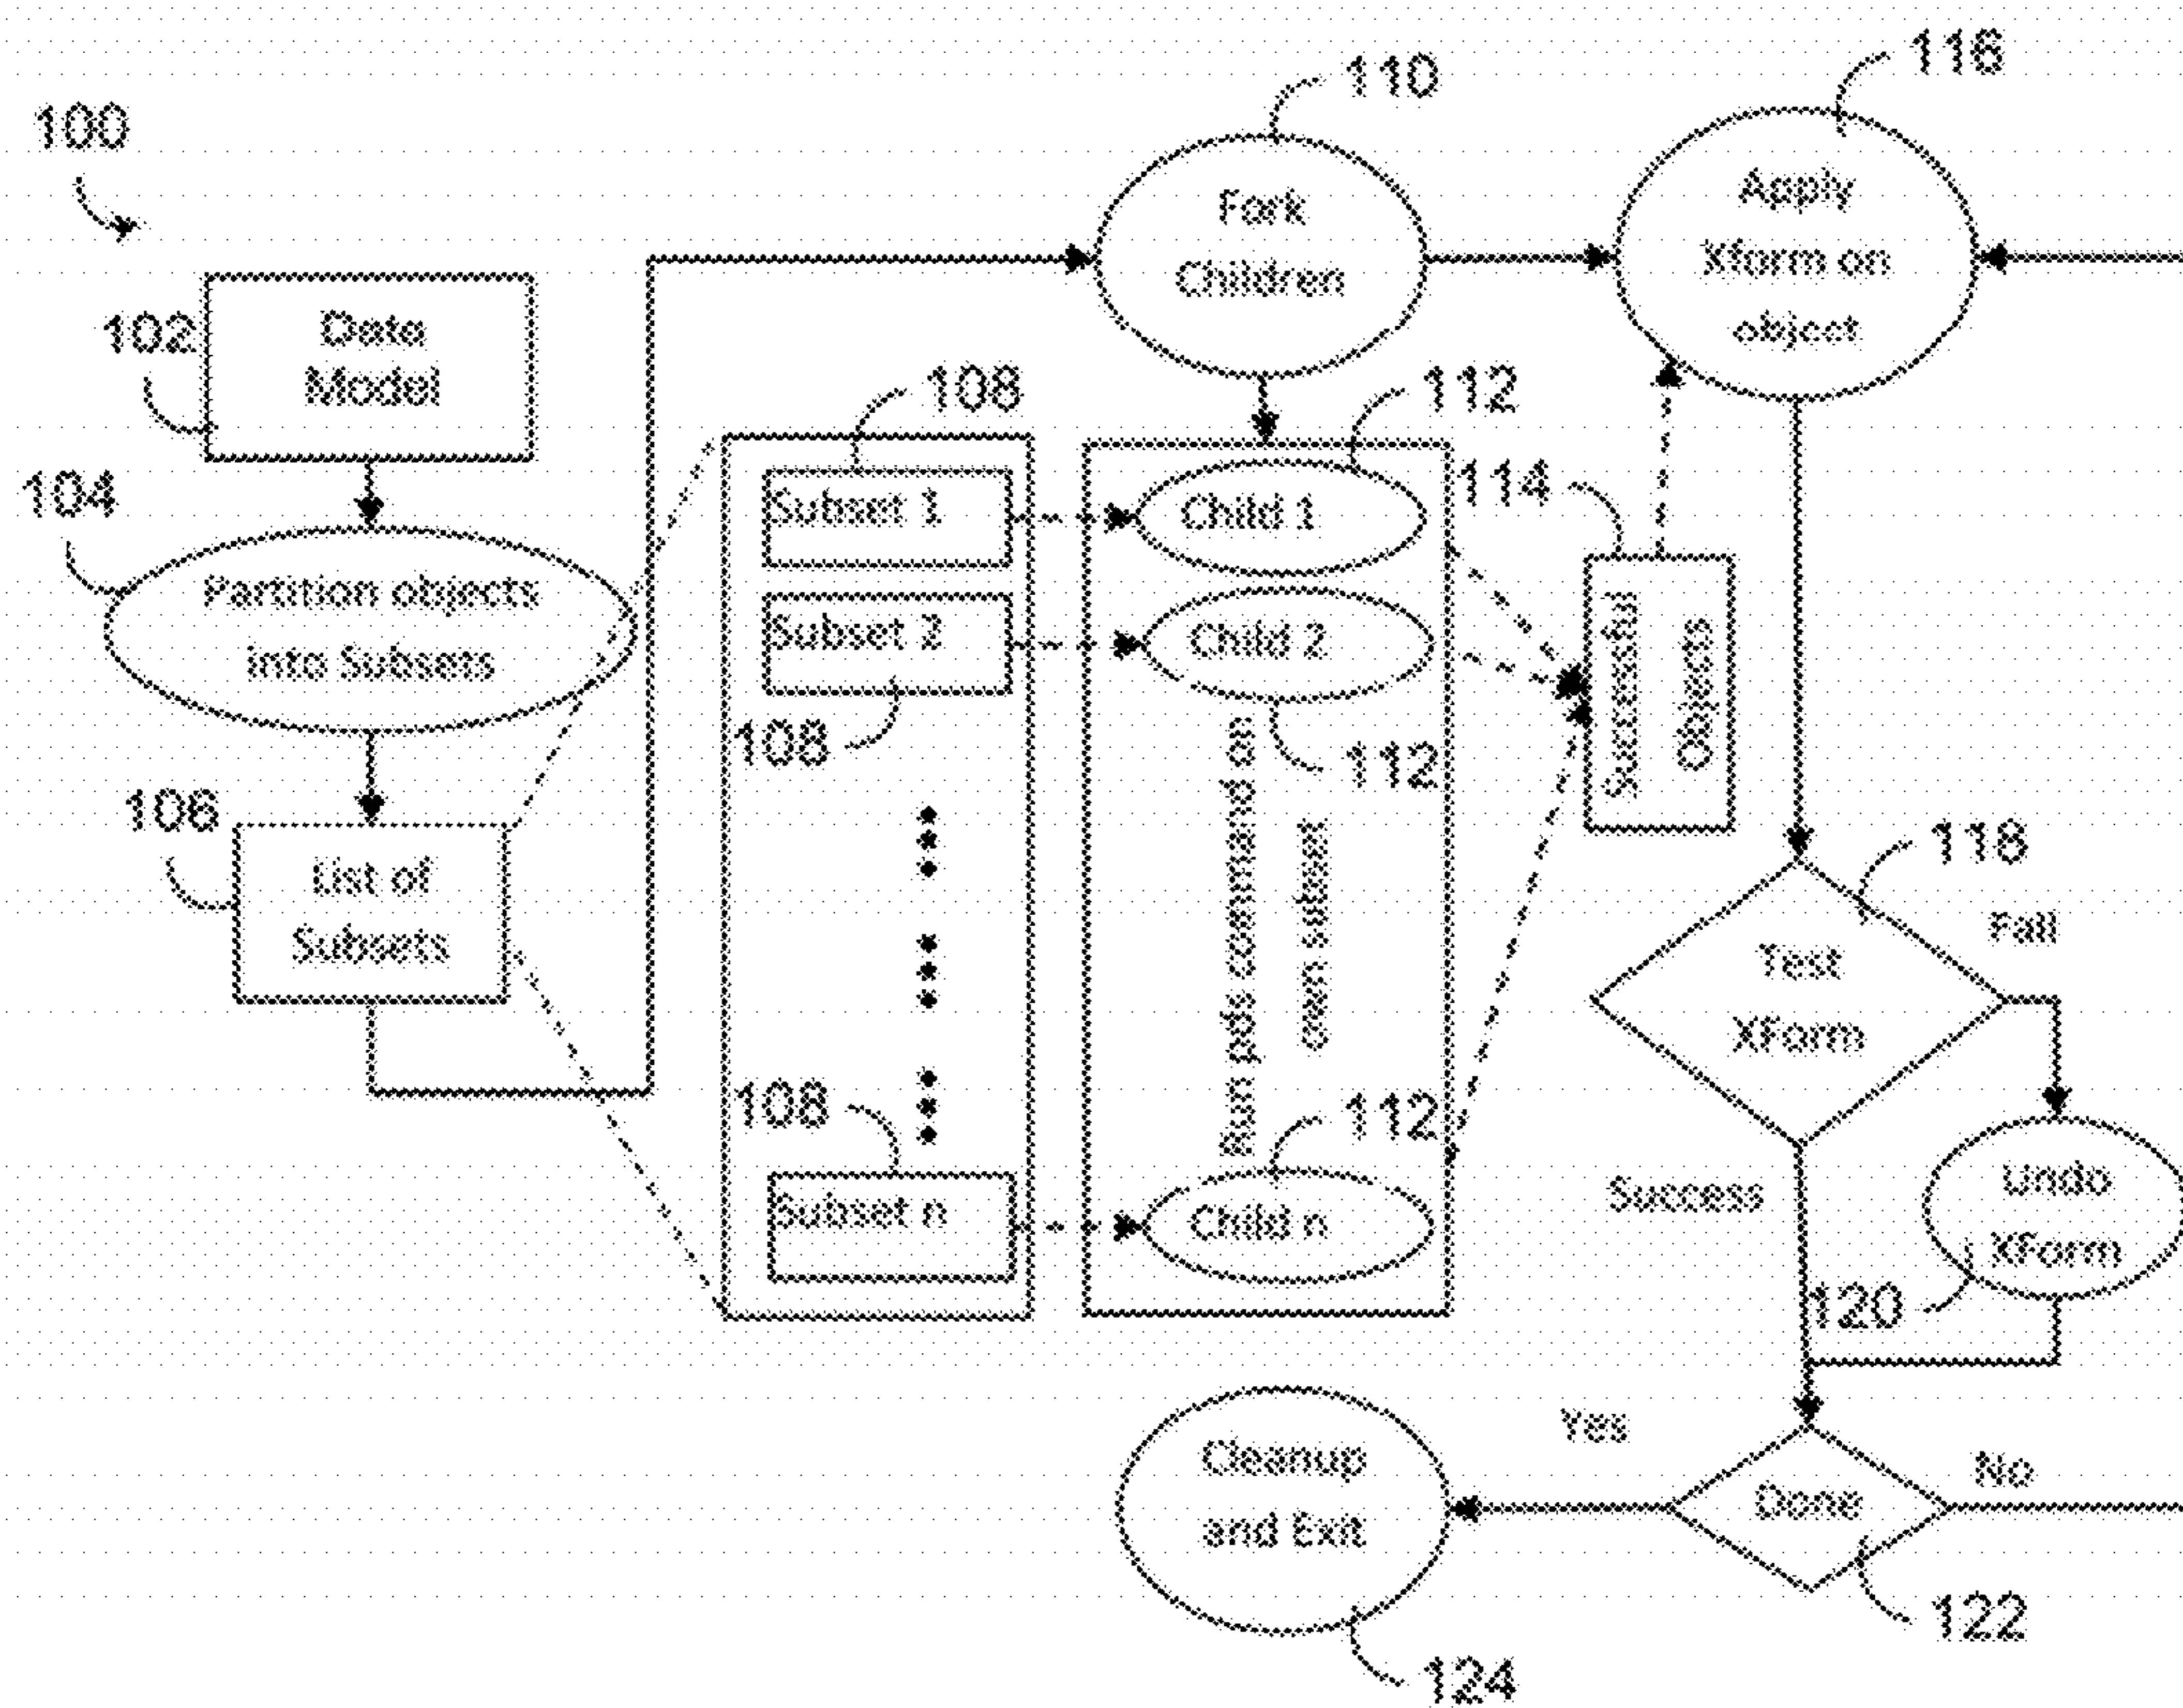 100
102
Data
Model
104
Partition objects
into Subsets
106
List of
Subsets
108
Subset 1
Subset 2
108
108
Subset n
110
Fork
Children
112
Child 1
Child 2
112
Run pds command on
own subset
112
Child n
114
Successful
Objects
116
Apply
Xform on
object
118
Test
XForm
Fail
Success
Undo
XForm
120
Done
122
Yes
No
Cleanup
and Exit
124